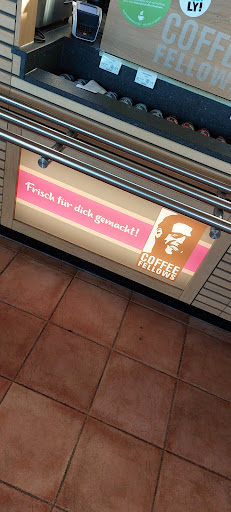 LY!
COFFEE
FELLOWS
Frisch für dich gemacht!
COFFEE
FELLOWS